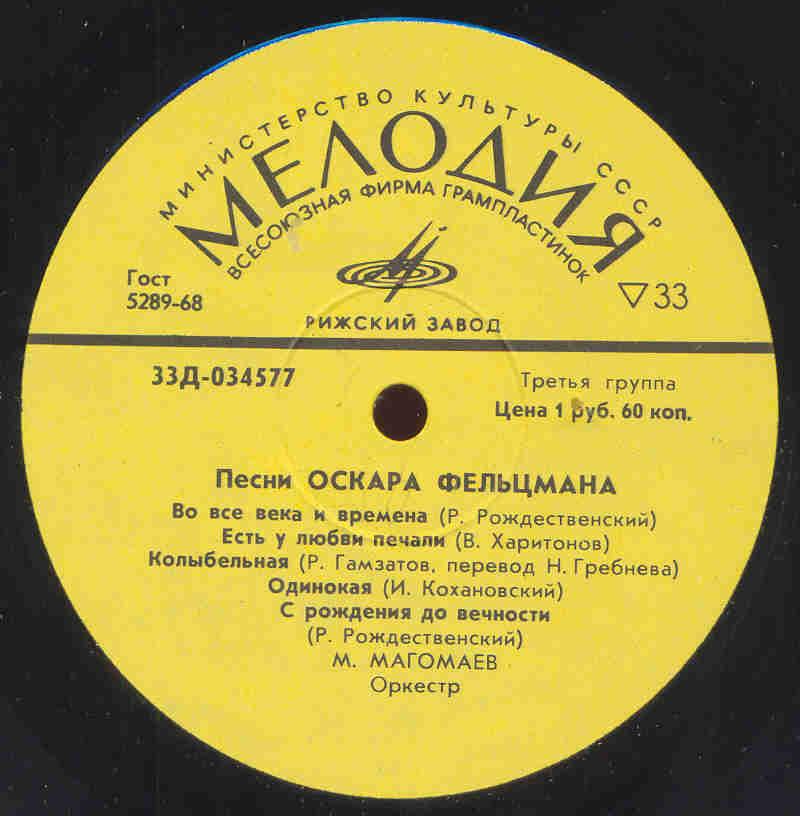 МИНИСТЕРСТВО КУЛЬТУРЫ СССР
МЕЛОДИЯ
ВСЕСОЮЗНАЯ ФИРМА ГРАМПЛАСТИНОК
Гост
5289-68
▽33
РИЖСКИЙ ЗАВОД
33Д-034577
Третья группа
Цена 1 руб. 60 коп.
Песни ОСКАРА ФЕЛЬЦМАНА
Во все века и времена (Р. Рождественский)
Есть у любви печали (В. Харитонов)
Колыбельная (Р. Гамзатов, перевод Н. Гребнева)
Одинокая (И. Кохановский)
С рождения до вечности
(Р. Рождественский)
М. МАГОМАЕВ
Оркестр